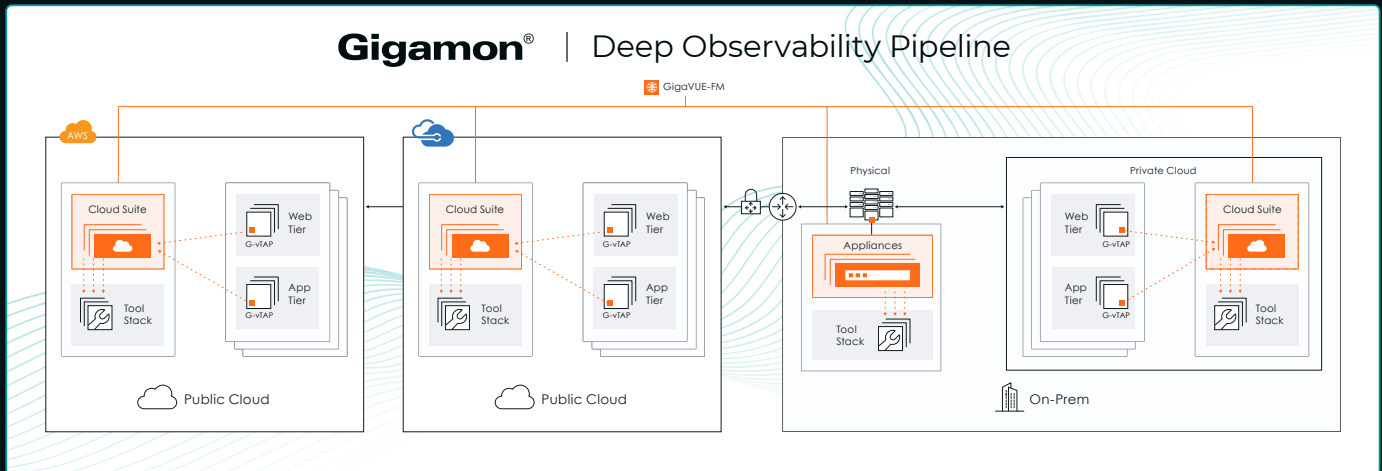 Gigamon® | Deep Observability Pipeline
GigaVUE-FM
AWS
Cloud Suite
Web
Tier
G-vTAP
App
Tier
G-vTAP
Tool
Stack
Public Cloud
Cloud Suite
Web
Tier
G-vTAP
App
Tier
G-vTAP
Tool
Stack
Public Cloud
Physical
Appliances
Tool
Stack
Private Cloud
Web
Tier
G-vTAP
App
Tier
G-vTAP
Cloud Suite
Tool
Stack
On-Prem